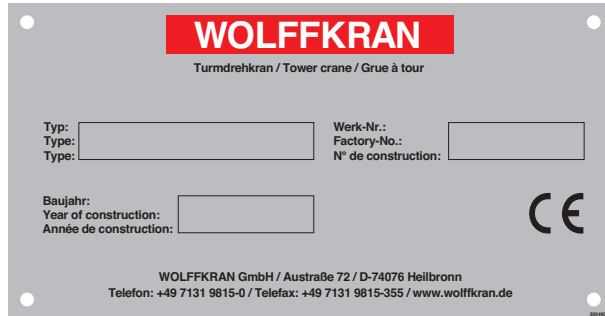 WOLFFKRAN
Turmdrehkran / Tower crane / Grue à tour
Typ:
Type:
Type:
Werk-Nr.:
Factory-No.:
N° de construction:
Baujahr:
Year of construction:
Année de construction:
CE
WOLFFKRAN GmbH / Austraße 72 / D-74076 Heilbronn
Telefon: +49 7131 9815-0 / Telefax: +49 7131 9815-355 / www.wolffkran.de